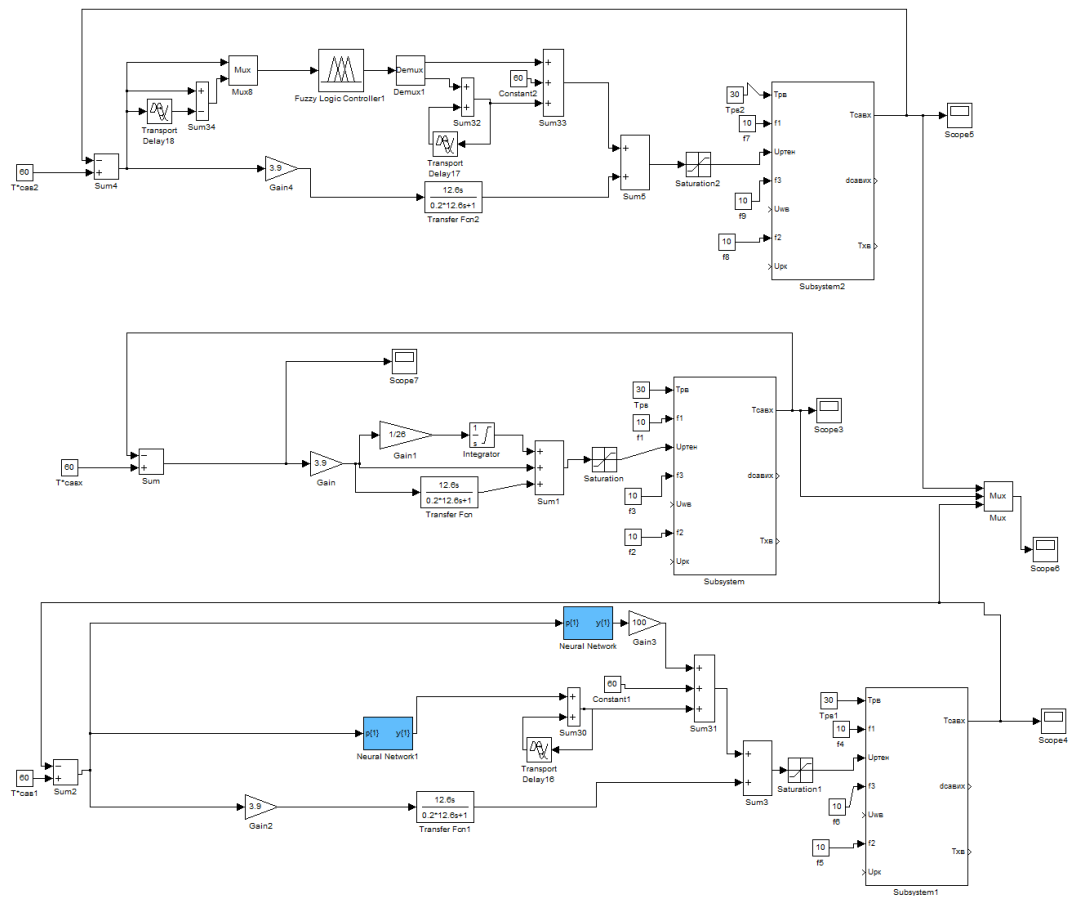 Mux
Mux8
Fuzzy Logic Controller1
Demux
Demux1
60
Constant2
Sum33
Sum32
Sum34
Transport
Delay18
Transport
Delay17
60
T*сав2
Sum4
3.9
Gain4
12.6s
0.2*12.6s+1
Transfer Fcn2
Sum5
Saturation2
30
Tрв2
10
f7
10
f9
10
f8
Tрв
f1
Uртен
f3
Uwв
f2
Uрк
Tсавх
dсавих
Tхв
Subsystem2
Scope5
Scope7
60
T*савх
Sum
3.9
Gain
1/26
Gain1
1
s
Integrator
12.6s
0.2*12.6s+1
Transfer Fcn
Sum1
Saturation
30
Tрв
10
f1
10
f3
10
f2
Tрв
f1
Uртен
f3
Uwв
f2
Uрк
Tсавх
dсавих
Tхв
Subsystem
Scope3
Mux
Mux
Scope6
p{1}
y{1}
Neural Network
100
Gain3
p{1}
y{1}
Neural Network1
60
Constant1
Sum30
Sum31
Transport
Delay16
60
T*сав1
Sum2
3.9
Gain2
12.6s
0.2*12.6s+1
Transfer Fcn1
Sum3
Saturation1
30
Tрв1
10
f4
10
f6
10
f5
Tрв
f1
Uртен
f3
Uwв
f2
Uрк
Tсавх
dсавих
Tхв
Subsystem1
Scope4